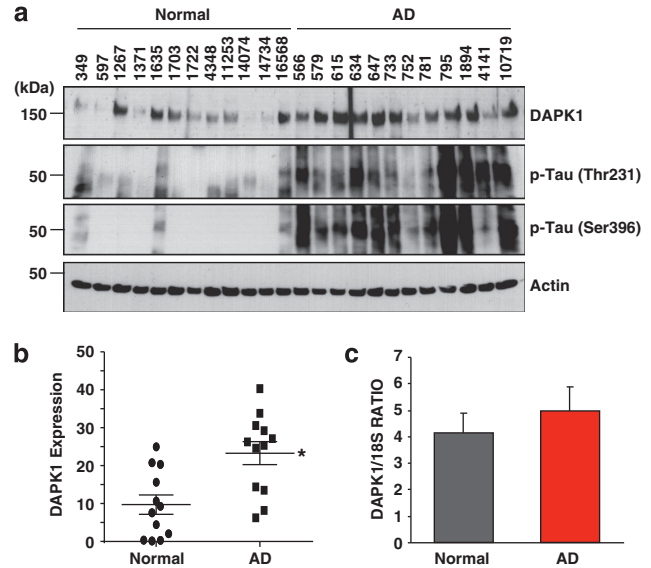 a
Normal
AD
349 597 1267 1371 1635 1703 1722 4348 11253 14074 14734 16568 566 579 615 634 647 733 752 781 795 1894 4141 10719
(kDa)
150
DAPK1
50
p-Tau (Thr231)
50
p-Tau (Ser396)
50
Actin
b
50
40
30
20
10
0
DAPK1 Expression
*
Normal
AD
c
7
6
5
4
3
2
1
0
DAPK1/18S RATIO
Normal
AD